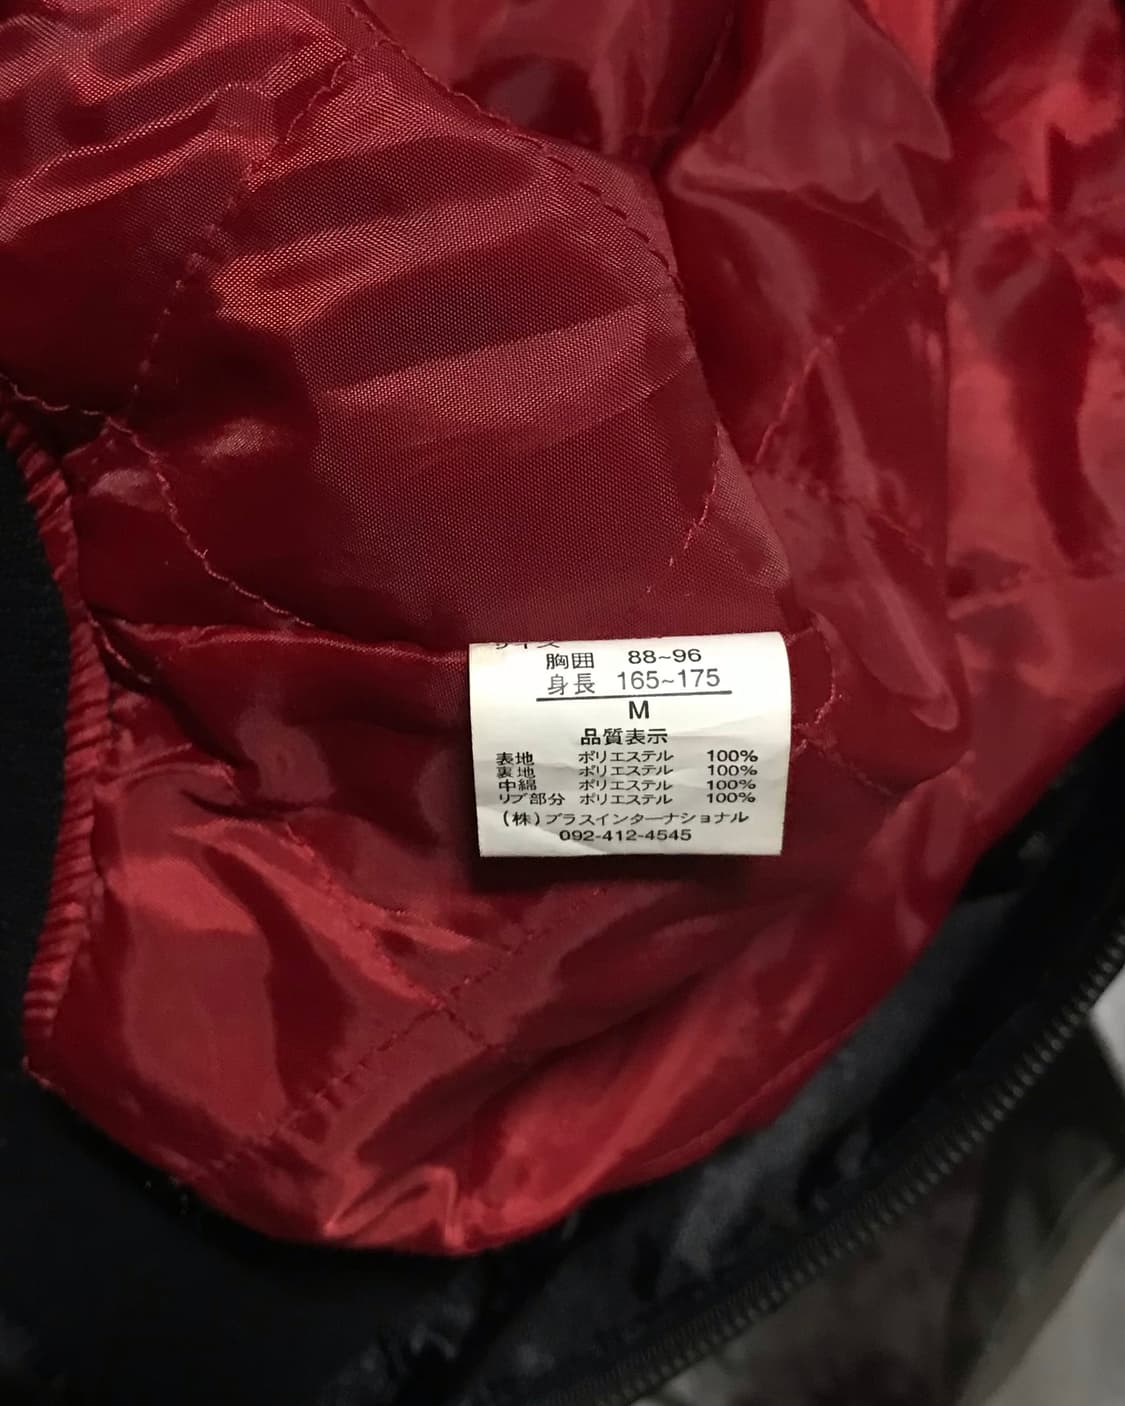 サイズ
胸囲 88~96
身長 165~175
M
品質表示
表地 ポリエステル 100%
裏地 ポリエステル 100%
中綿 ポリエステル 100%
リブ部分 ポリエステル 100%
(株)プラスインターナショナル
092-412-4545